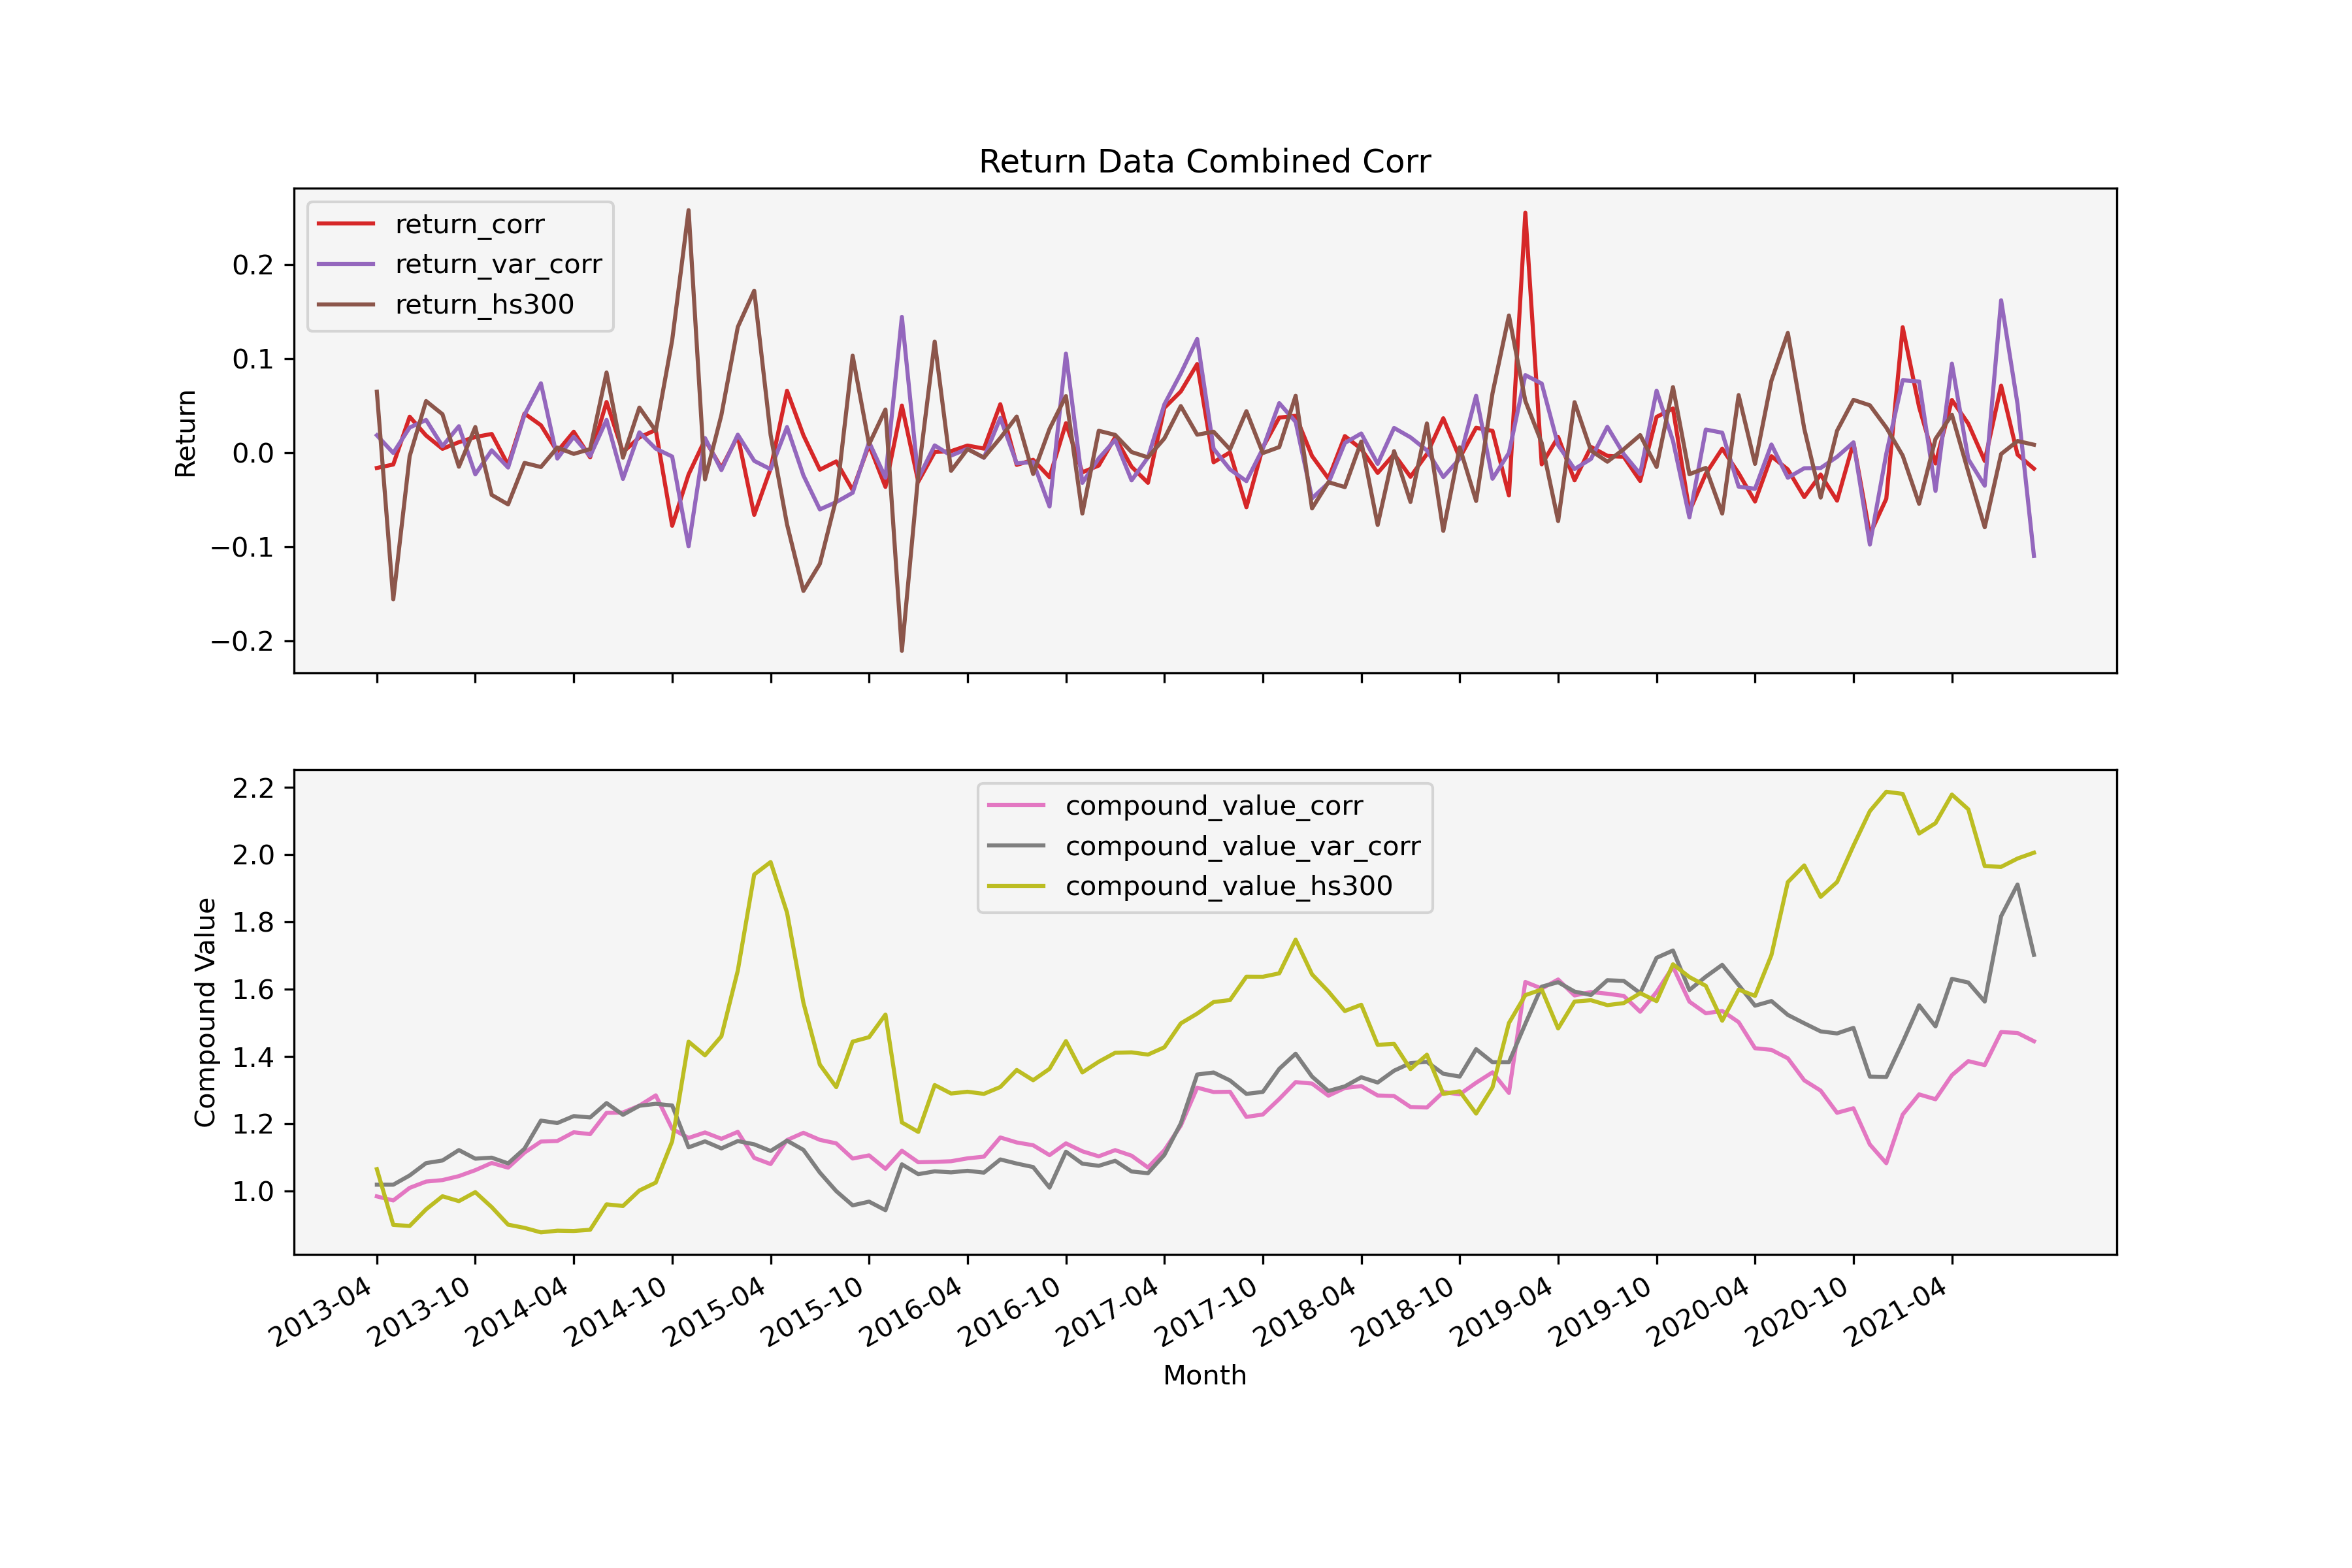 Return Data Combined Corr
return_corr
return_var_corr
return_hs300
Return
0.2
0.1
0.0
−0.1
−0.2
compound_value_corr
compound_value_var_corr
compound_value_hs300
Compound Value
2.2
2.0
1.8
1.6
1.4
1.2
1.0
2013-04
2013-10
2014-04
2014-10
2015-04
2015-10
2016-04
2016-10
2017-04
2017-10
2018-04
2018-10
2019-04
2019-10
2020-04
2020-10
2021-04
Month